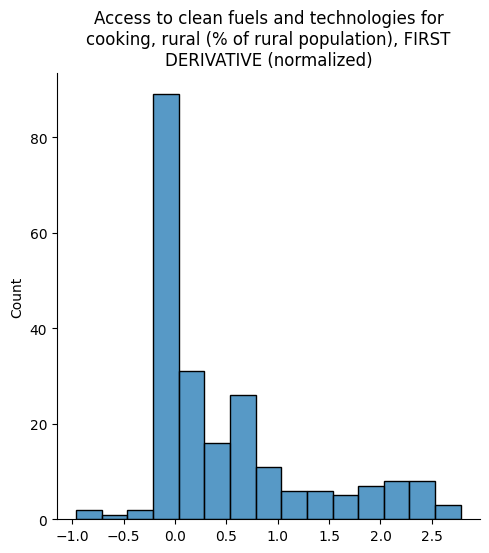 Access to clean fuels and technologies for
cooking, rural (% of rural population), FIRST
DERIVATIVE (normalized)
Count
80
60
40
20
0
−1.0 −0.5 0.0 0.5 1.0 1.5 2.0 2.5